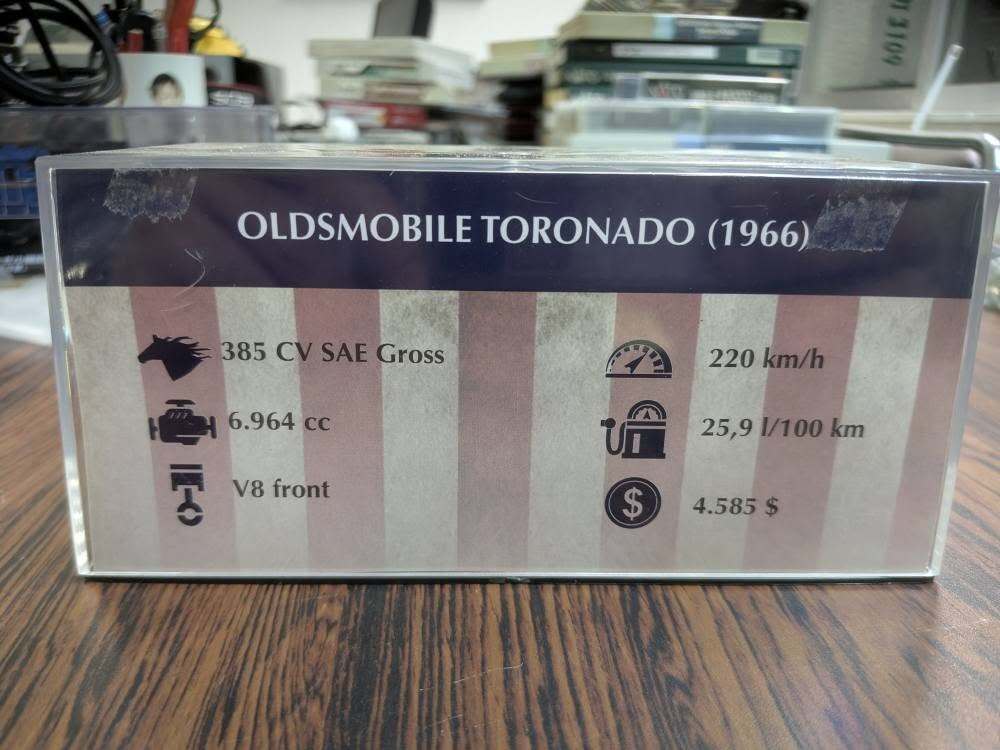 OLDSMOBILE TORONADO (1966)
385 CV SAE Gross
6.964 cc
V8 front
220 km/h
25,9 l/100 km
$
4.585 $